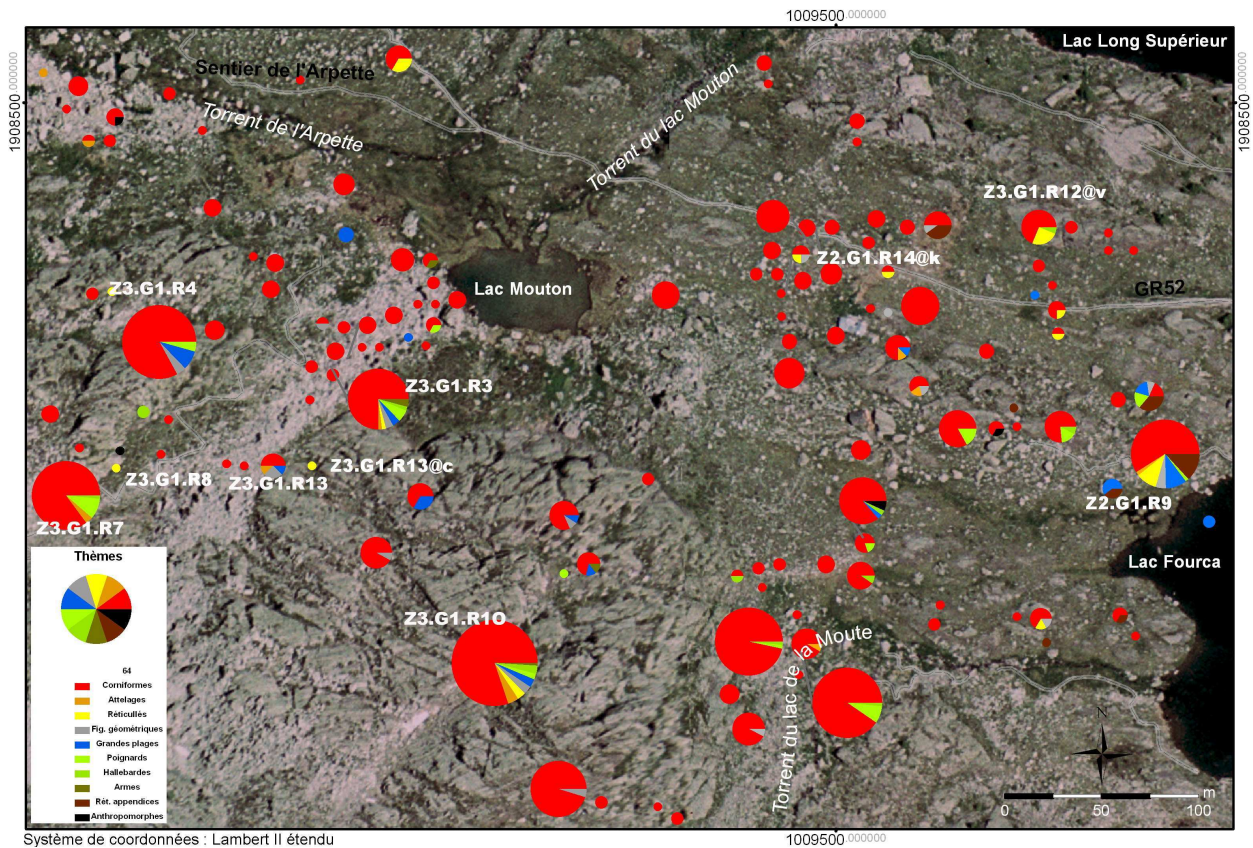 1009500.000000
Lac Long Supérieur
Sentier de l'Arpette
Torrent de l'Arpette
Torrent du lac Mouton
1908500.000000
1908500.000000
Z3.G1.R12@v
Z2.G1.R14@k
Z3.G1.R4
Lac Mouton
GR52
Z3.G1.R3
Z3.G1.R13@c
Z3.G1.R8
Z3.G1.R13
Z3.G1.R7
Z2.G1.R9
Lac Fourca
Z3.G1.R10
Torrent du lac de la Moute
Thèmes
64
Corniformes
Attelages
Réticullés
Fig. géométriques
Grandes plages
Poignards
Hallebardes
Armes
Rét. appendices
Anthropomorphes
N
m
0 50 100
Système de coordonnées : Lambert II étendu
1009500.000000